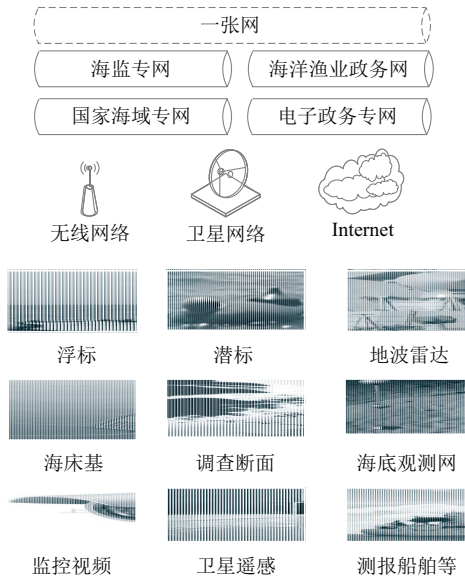 一张网
海监专网 海洋渔业政务网
国家海域专网 电子政务专网
无线网络 卫星网络 Internet
浮标 潜标 地波雷达
海床基 调查断面 海底观测网
监控视频 卫星遥感 测报船舶等